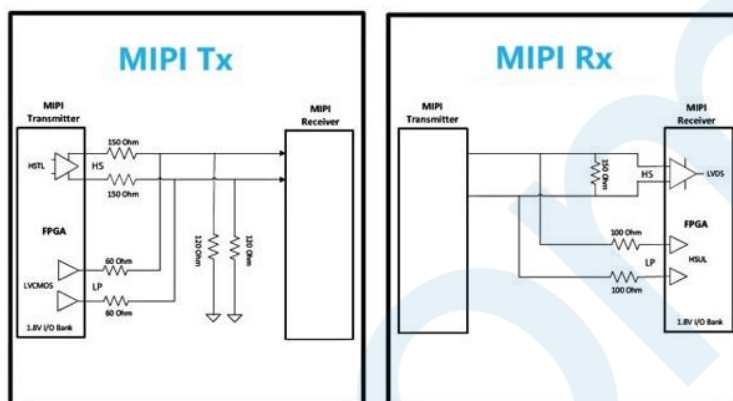 MIPI Tx
MIPI
Transmitter
MIPI
Receiver
150 Ohm
HSTL
HS
150 Ohm
FPGA
60 Ohm
120 Ohm
120 Ohm
LVCMOS
LP
60 Ohm
1.8V I/O Bank
MIPI Rx
MIPI
Transmitter
MIPI
Receiver
150 Ohm
HS
LVDS
FPGA
100 Ohm
HSUL
LP
100 Ohm
1.8V I/O Bank